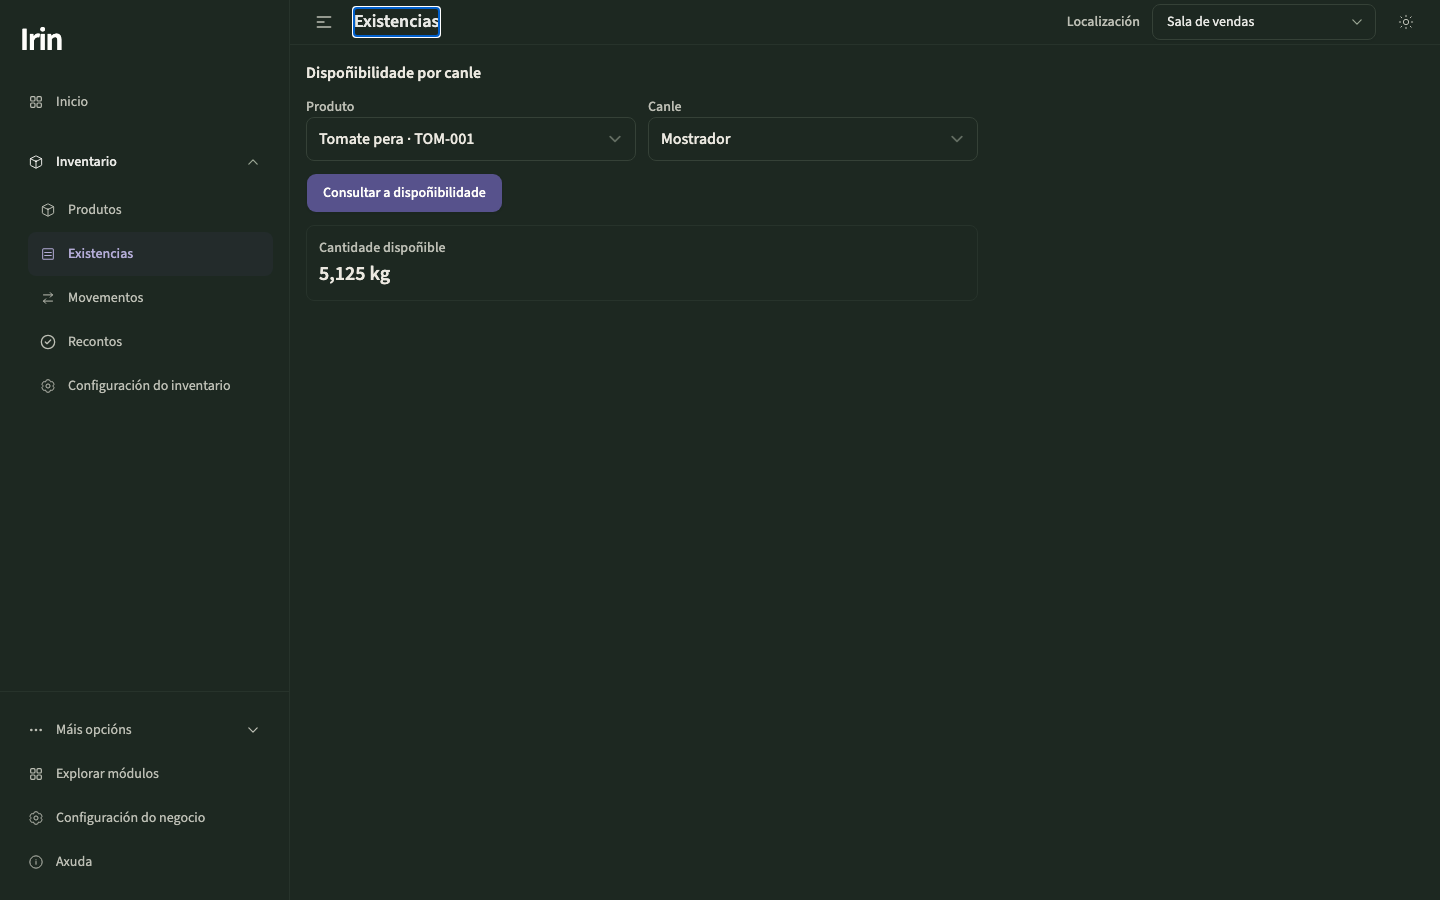 Irin
Inicio
Inventario
Produtos
Existencias
Movementos
Recontos
Configuración do inventario
Máis opcións
Explorar módulos
Configuración do negocio
Axuda
Existencias
Localización
Sala de vendas
Dispoñibilidade por canle
Produto
Canle
Tomate pera · TOM-001
Mostrador
Consultar a dispoñibilidade
Cantidade dispoñible
5,125 kg